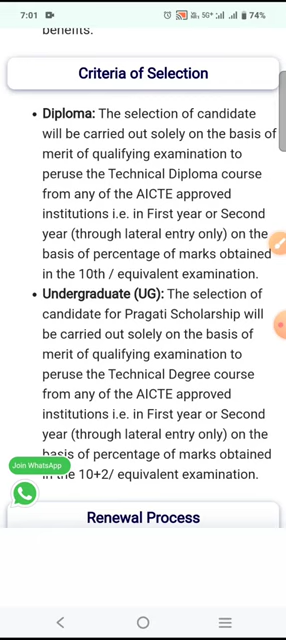 7:01
5G+
74%
benefits.
Criteria of Selection
• Diploma: The selection of candidate
will be carried out solely on the basis of
merit of qualifying examination to
peruse the Technical Diploma course
from any of the AICTE approved
institutions i.e. in First year or Second
year (through lateral entry only) on the
basis of percentage of marks obtained
in the 10th / equivalent examination.
• Undergraduate (UG): The selection of
candidate for Pragati Scholarship will
be carried out solely on the basis of
merit of qualifying examination to
peruse the Technical Degree course
from any of the AICTE approved
institutions i.e. in First year or Second
year (through lateral entry only) on the
basis of percentage of marks obtained
Join WhatsApp
in the 10+2/ equivalent examination.
Renewal Process